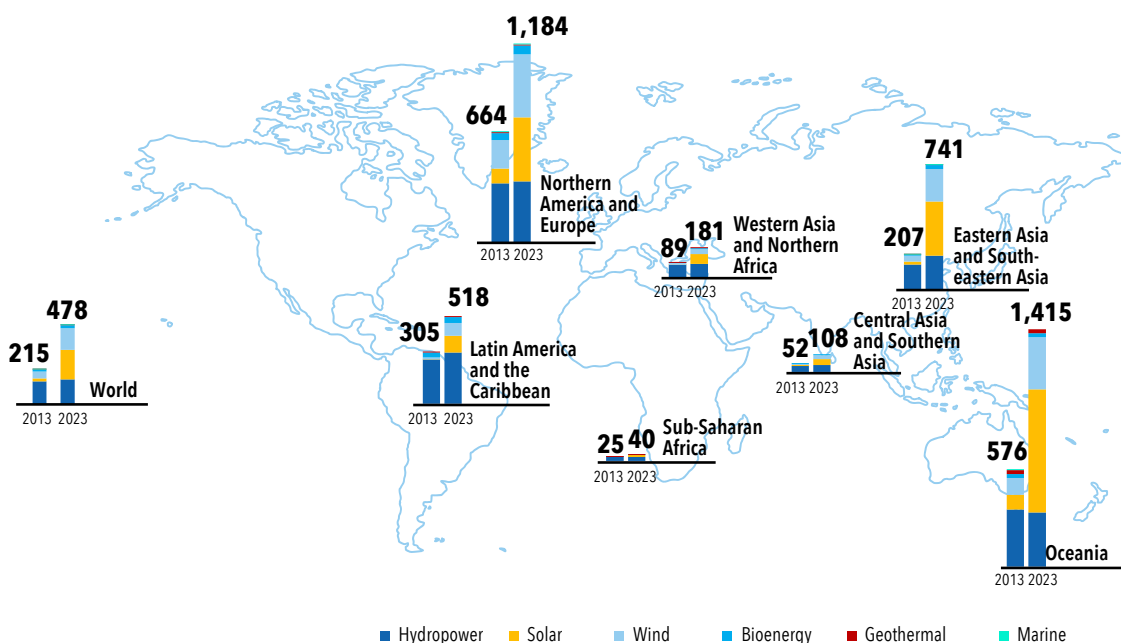 1,184
664
Northern
America and
Europe
2013 2023
741
207
Eastern Asia
and South-
eastern Asia
2013 2023
89 181
Western Asia
and Northern
Africa
2013 2023
478
215
World
2013 2023
518
305
Latin America
and the
Caribbean
2013 2023
52 108
Central Asia
and Southern
Asia
2013 2023
1,415
576
Oceania
2013 2023
25 40
Sub-Saharan
Africa
2013 2023
Hydropower Solar Wind Bioenergy Geothermal Marine